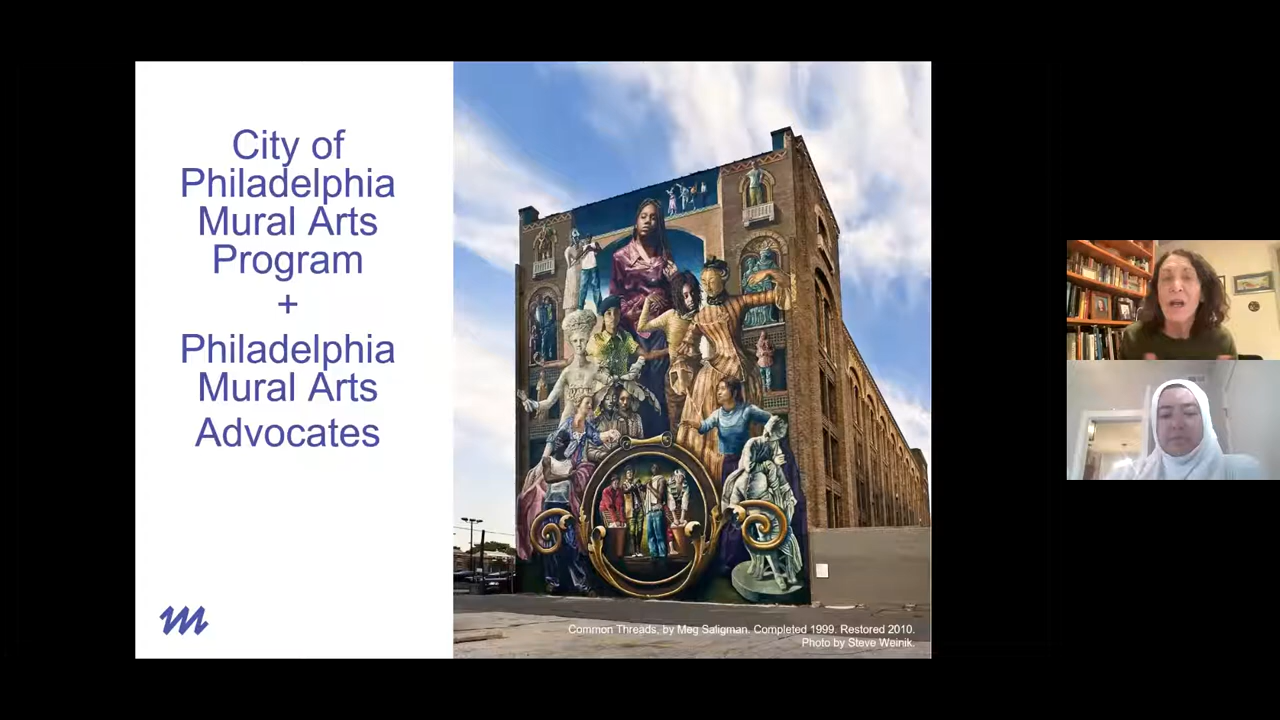 City of
Philadelphia
Mural Arts
Program
+
Philadelphia
Mural Arts
Advocates
m
Common Threads, by Meg Saligman. Completed 1999. Restored 2010.
Photo by Steve Weinik.